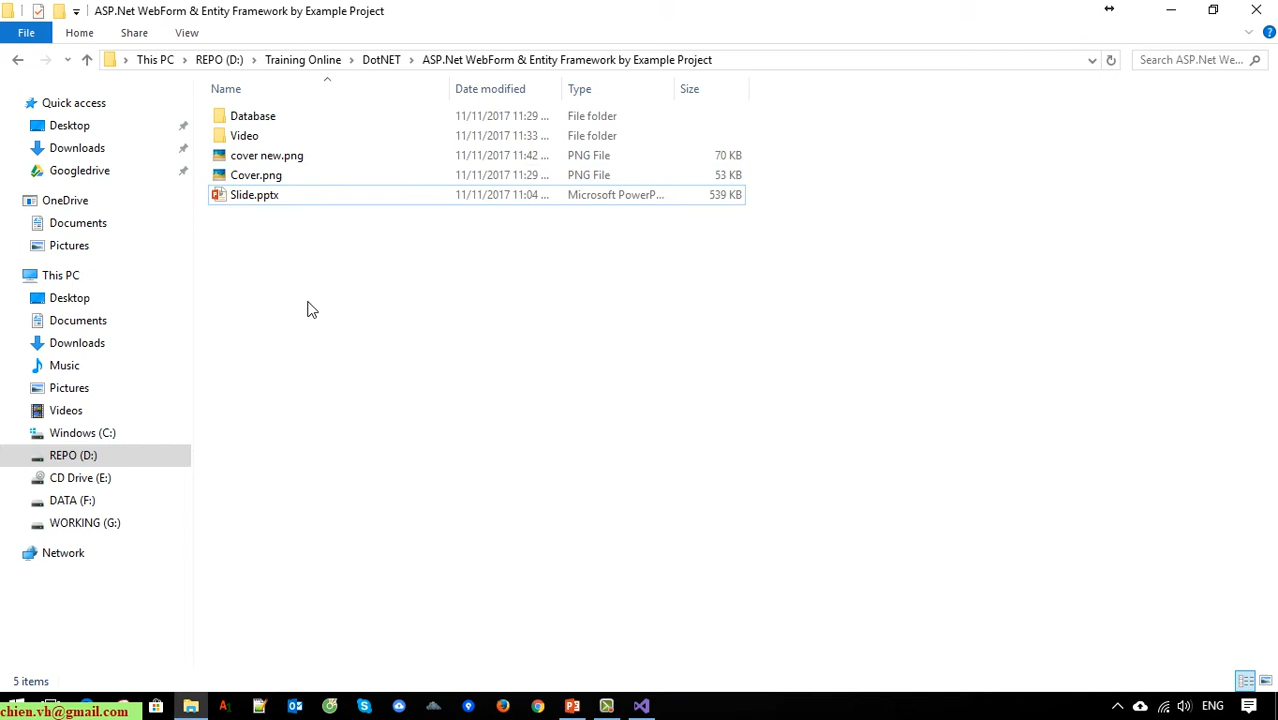 ASP.Net WebForm & Entity Framework by Example Project
File
Home
Share
View
This PC
REPO (D:)
Training Online
DotNET
ASP.Net WebForm & Entity Framework by Example Project
Search ASP.Net We...
Name
Date modified
Type
Size
Database
11/11/2017 11:29 ...
File folder
Video
11/11/2017 11:33 ...
File folder
cover new.png
11/11/2017 11:42 ...
PNG File
70 KB
Cover.png
11/11/2017 11:29 ...
PNG File
53 KB
Slide.pptx
11/11/2017 11:04 ...
Microsoft PowerP...
539 KB
Quick access
Desktop
Downloads
Googledrive
OneDrive
Documents
Pictures
This PC
Desktop
Documents
Downloads
Music
Pictures
Videos
Windows (C:)
REPO (D:)
CD Drive (E:)
DATA (F:)
WORKING (G:)
Network
5 items
chien.vh@gmail.com
ENG